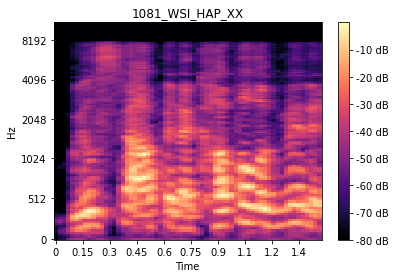 1081_WSI_HAP_XX
8192
4096
2048
1024
512
0
Hz
0 0.15 0.3 0.45 0.6 0.75 0.9 1.1 1.2 1.4
Time
-10 dB
-20 dB
-30 dB
-40 dB
-50 dB
-60 dB
-70 dB
-80 dB